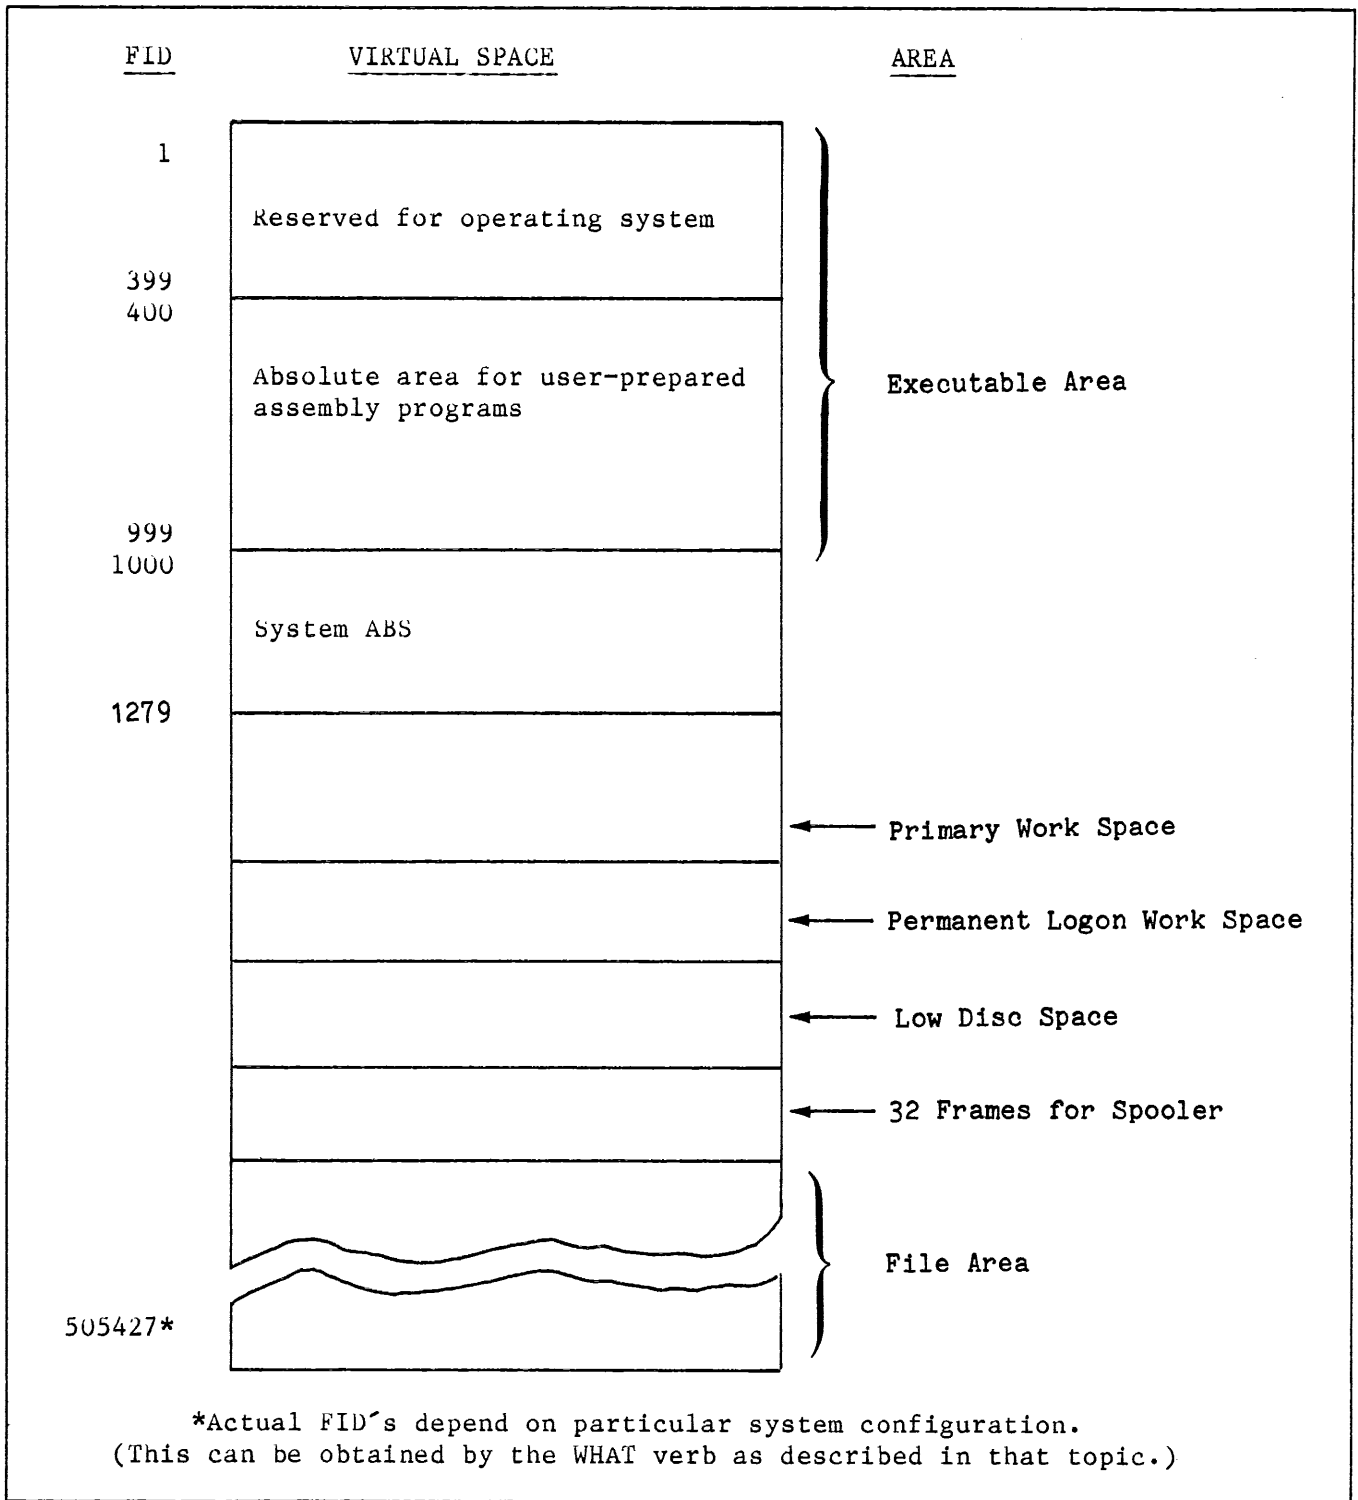 FID VIRTUAL SPACE AREA
1
Reserved for operating system
399
400
Absolute area for user-prepared
assembly programs
Executable Area
999
1000
System ABS
1279
Primary Work Space
Permanent Logon Work Space
Low Disc Space
32 Frames for Spooler
File Area
505427*
*Actual FID´s depend on particular system configuration.
(This can be obtained by the WHAT verb as described in that topic.)